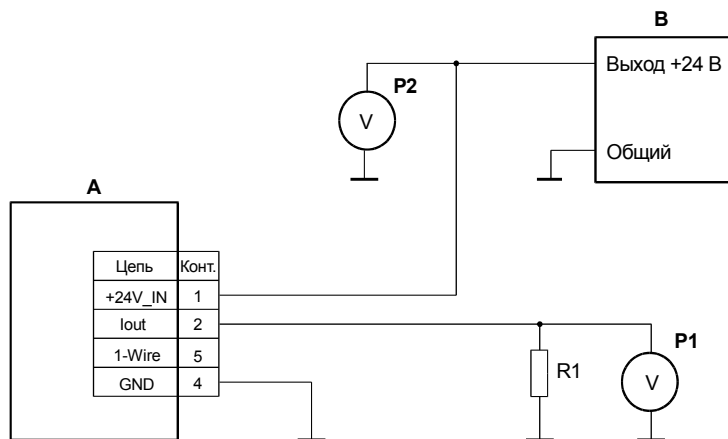 B
Выход +24 В
P2
V
Общий
A
Цепь Конт.
+24V_IN 1
Iout 2
1-Wire 5
GND 4
P1
R1
V